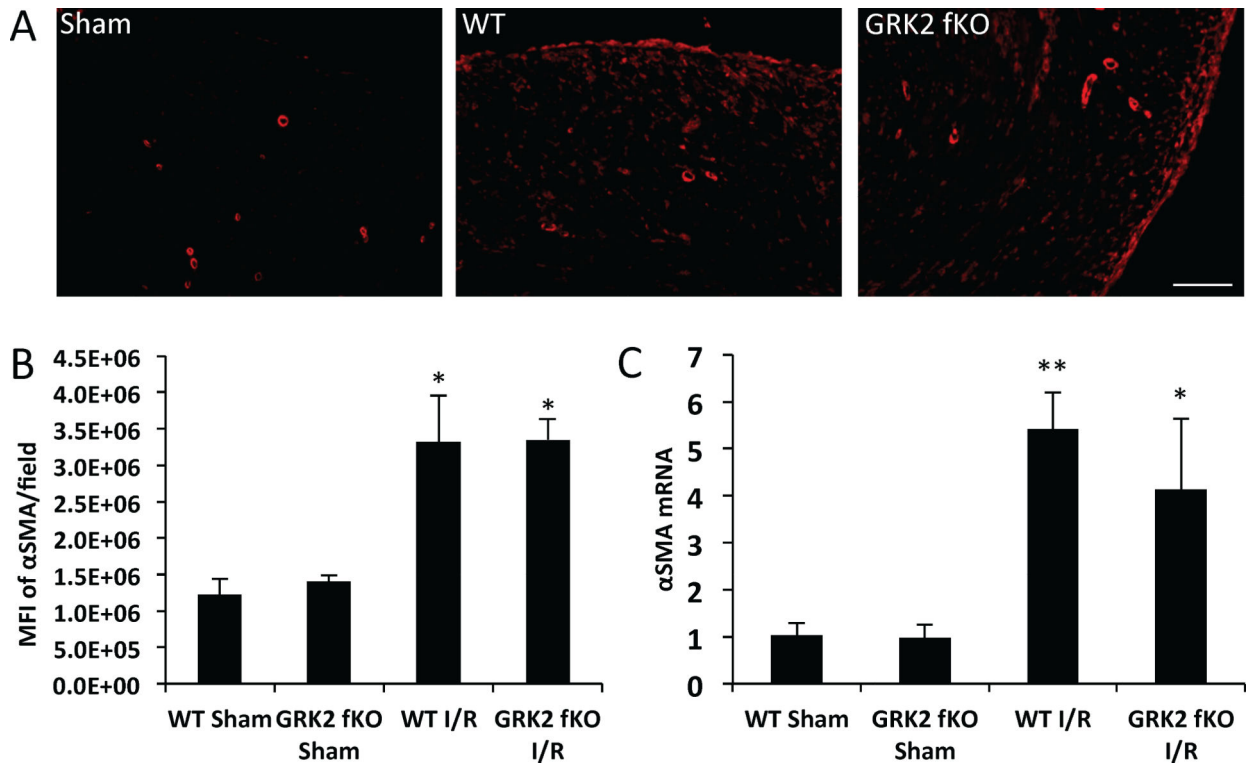 A
Sham
WT
GRK2 fKO
B
MFI of αSMA/field
4.5E+06
4.0E+06
3.5E+06
3.0E+06
2.5E+06
2.0E+06
1.5E+06
1.0E+06
5.0E+05
0.0E+00
*
*
WT Sham
GRK2 fKO
Sham
WT I/R
GRK2 fKO
I/R
C
αSMA mRNA
7
6
5
4
3
2
1
0
**
*
WT Sham
GRK2 fKO
Sham
WT I/R
GRK2 fKO
I/R